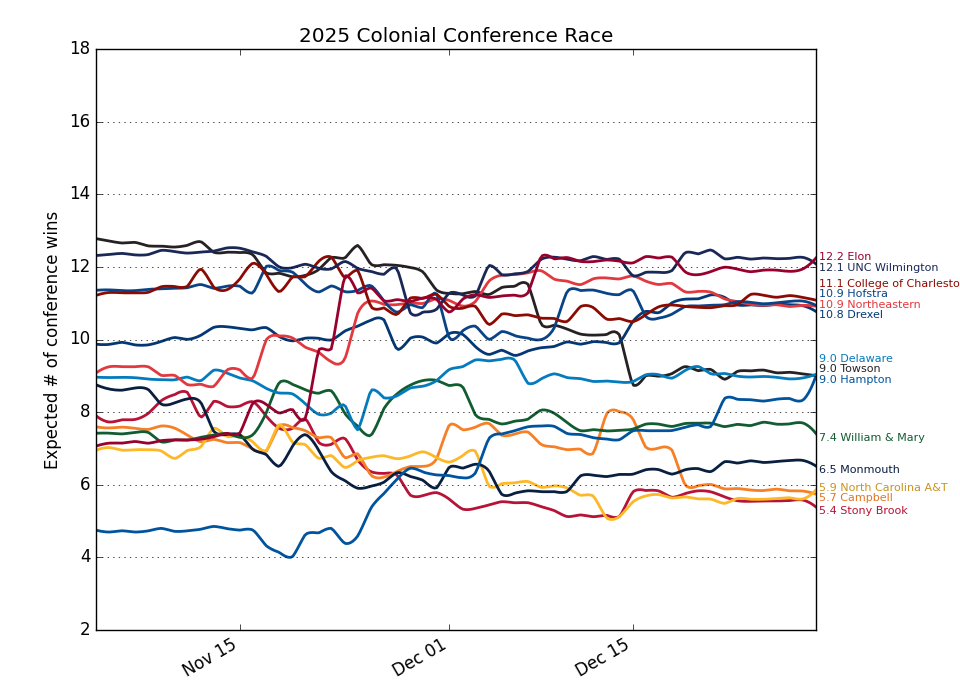 2025 Colonial Conference Race
Expected # of conference wins
18
16
14
12
10
8
6
4
2
Nov 15
Dec 01
Dec 15
12.2 Elon
12.1 UNC Wilmington
11.1 College of Charlesto
10.9 Hofstra
10.9 Northeastern
10.8 Drexel
9.0 Delaware
9.0 Towson
9.0 Hampton
7.4 William & Mary
6.5 Monmouth
5.9 North Carolina A&T
5.7 Campbell
5.4 Stony Brook